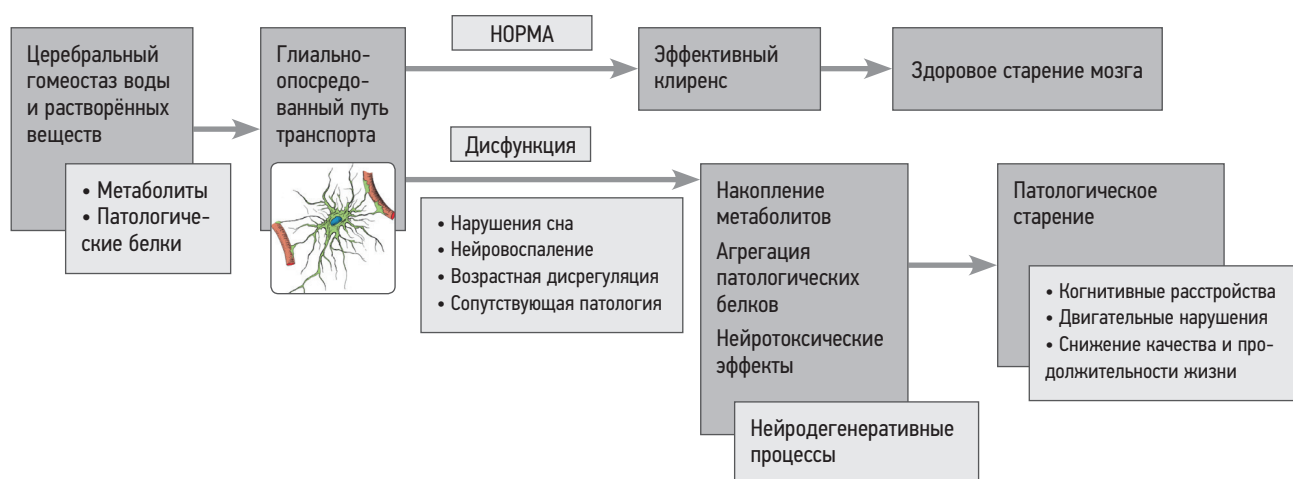 Церебральный
гомеостаз воды
и растворённых
веществ
• Метаболиты
• Патологиче-
ские белки
Глиально-
опосредо-
ванный путь
транспорта
НОРМА
Эффективный
клиренс
Здоровое старение мозга
Дисфункция
• Нарушения сна
• Нейровоспаление
• Возрастная дисрегуляция
• Сопутствующая патология
Накопление
метаболитов
Агрегация
патологических
белков
Нейротоксические
эффекты
Нейродегенеративные
процессы
Патологическое
старение
• Когнитивные расстройства
• Двигательные нарушения
• Снижение качества и про-
должительности жизни